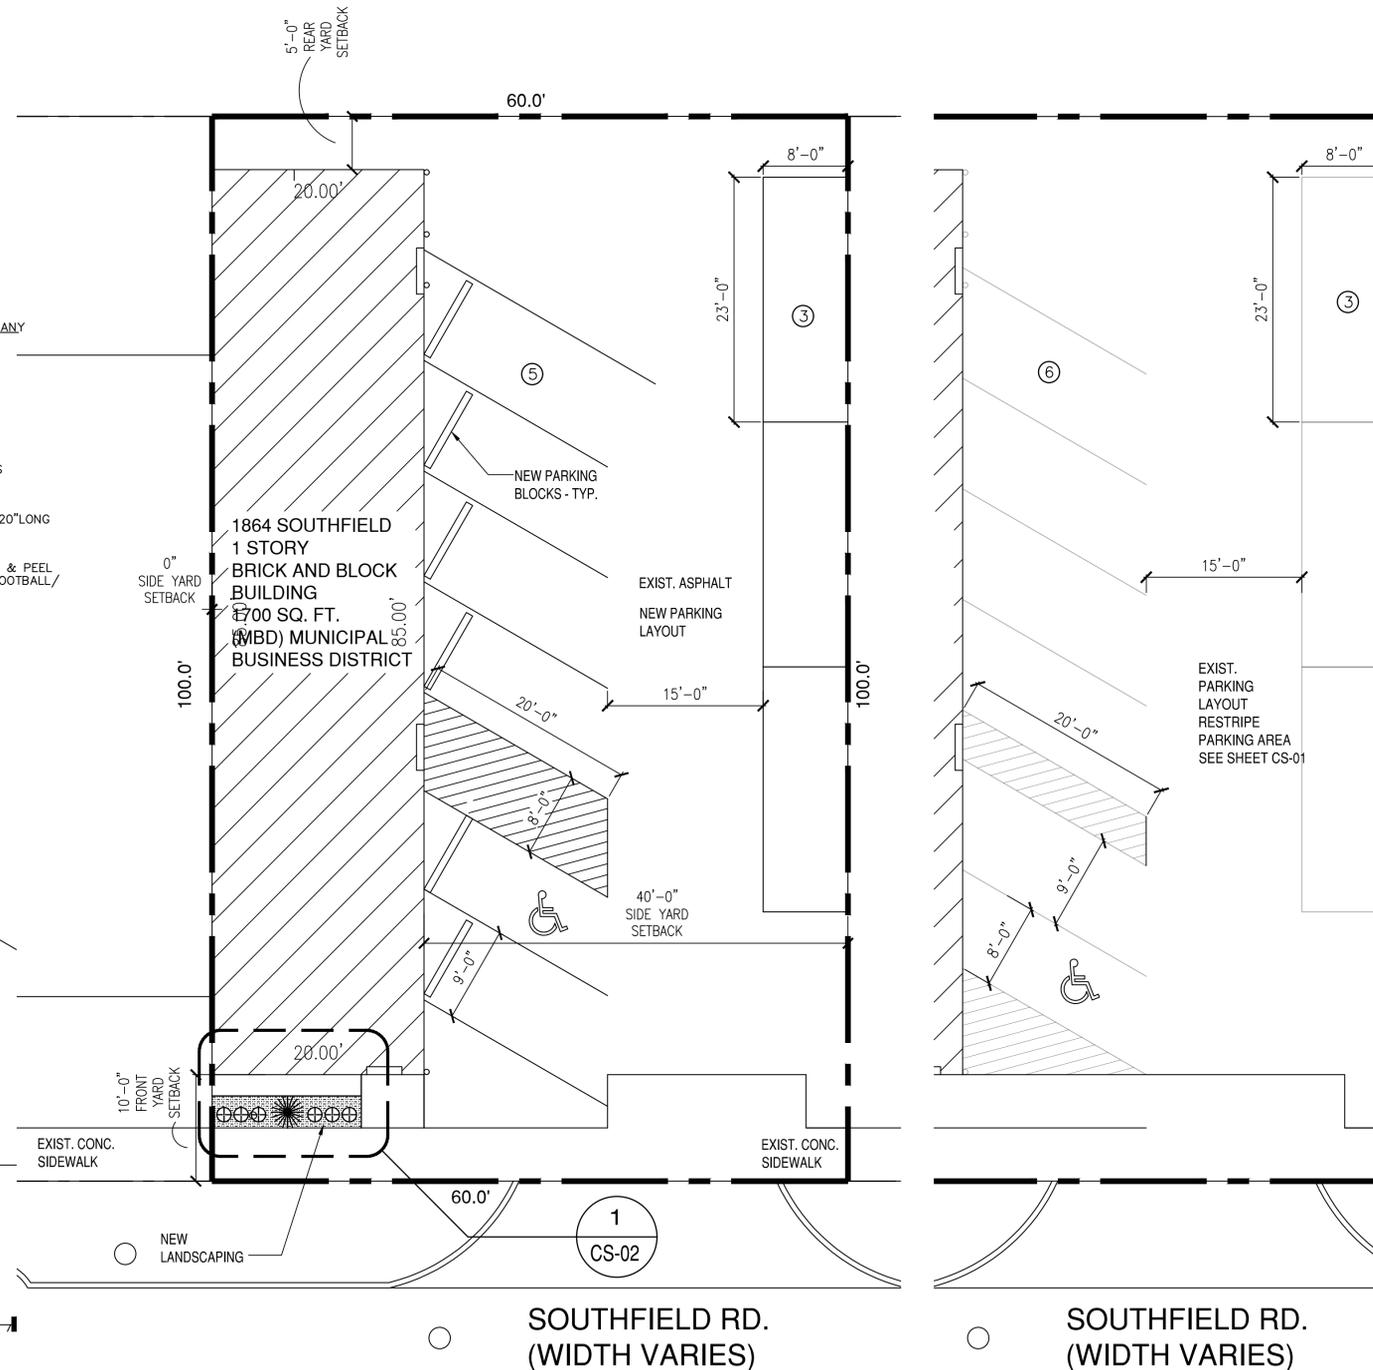 5'-0"
REAR
YARD
SETBACK
60.0'
8'-0"
8'-0"
20.00'
23'-0"
3
23'-0"
3
ANY
5
6
NEW PARKING
BLOCKS - TYP.
S
20"LONG
1864 SOUTHFIELD
1 STORY
BRICK AND BLOCK
BUILDING
1700 SQ. FT.
(MBD) MUNICIPAL
BUSINESS DISTRICT
85.00'
85.00'
& PEEL
OOTBALL/
0"
SIDE YARD
SETBACK
EXIST. ASPHALT
NEW PARKING
LAYOUT
15'-0"
100.0'
15'-0"
100.0'
EXIST.
PARKING
LAYOUT
RESTRIPE
PARKING AREA
SEE SHEET CS-01
20'-0"
20'-0"
8'-0"
9'-0"
40'-0"
SIDE YARD
SETBACK
9'-0"
8'-0"
20.00'
10'-0"
FRONT
YARD
SETBACK
EXIST. CONC.
SIDEWALK
EXIST. CONC.
SIDEWALK
60.0'
NEW
LANDSCAPING
1
CS-02
SOUTHFIELD RD.
(WIDTH VARIES)
SOUTHFIELD RD.
(WIDTH VARIES)